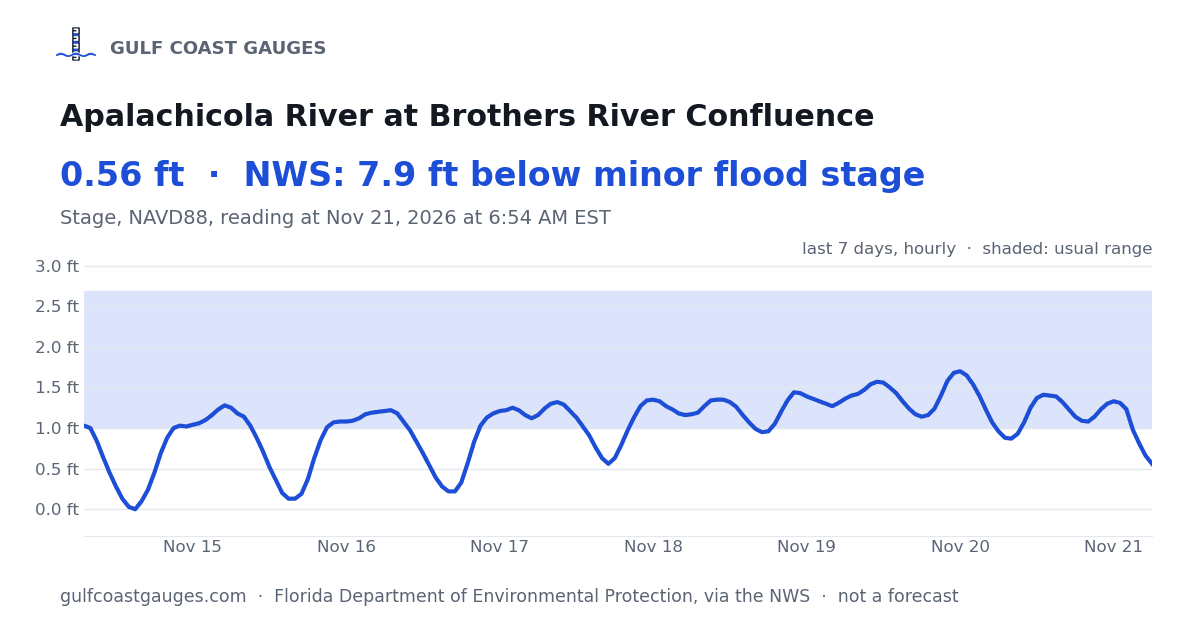 GULF COAST GAUGES
Apalachicola River at Brothers River Confluence
0.56 ft · NWS: 7.9 ft below minor flood stage
Stage, NAVD88, reading at Nov 21, 2026 at 6:54 AM EST
last 7 days, hourly · shaded: usual range
3.0 ft
2.5 ft
2.0 ft
1.5 ft
1.0 ft
0.5 ft
0.0 ft
Nov 15 Nov 16 Nov 17 Nov 18 Nov 19 Nov 20 Nov 21
gulfcoastgauges.com · Florida Department of Environmental Protection, via the NWS · not a forecast